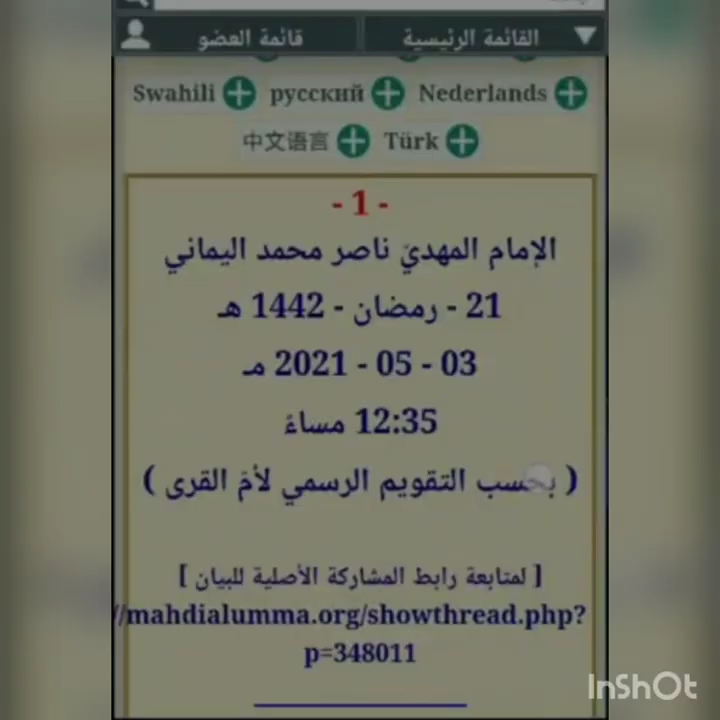 القائمة الرئيسية
قائمة العضو
Swahili русский Nederlands
中文语言 Türk
- 1 -
الإمام المهديّ ناصر محمد اليماني
21 - رمضان - 1442 هـ
03 - 05 - 2021 مـ
12:35 مساءً
( بحسب التقويم الرسمي لأمّ القرى )
[ لمتابعة رابط المشاركة الأصلية للبيان ]
//mahdialumma.org/showthread.php?
p=348011
InShOt